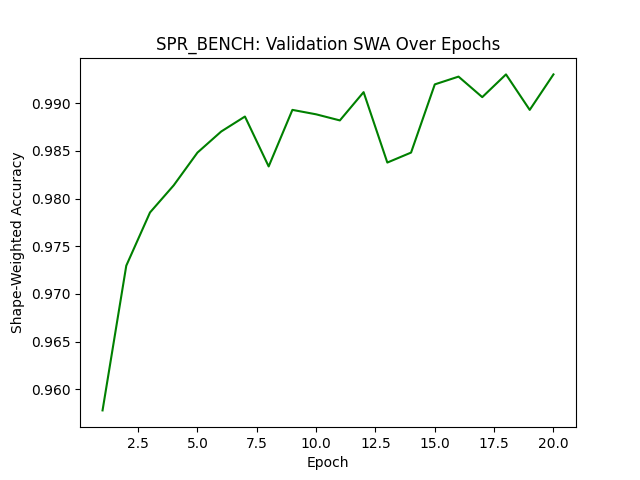 SPR_BENCH: Validation SWA Over Epochs
Shape-Weighted Accuracy
0.990
0.985
0.980
0.975
0.970
0.965
0.960
2.5 5.0 7.5 10.0 12.5 15.0 17.5 20.0
Epoch